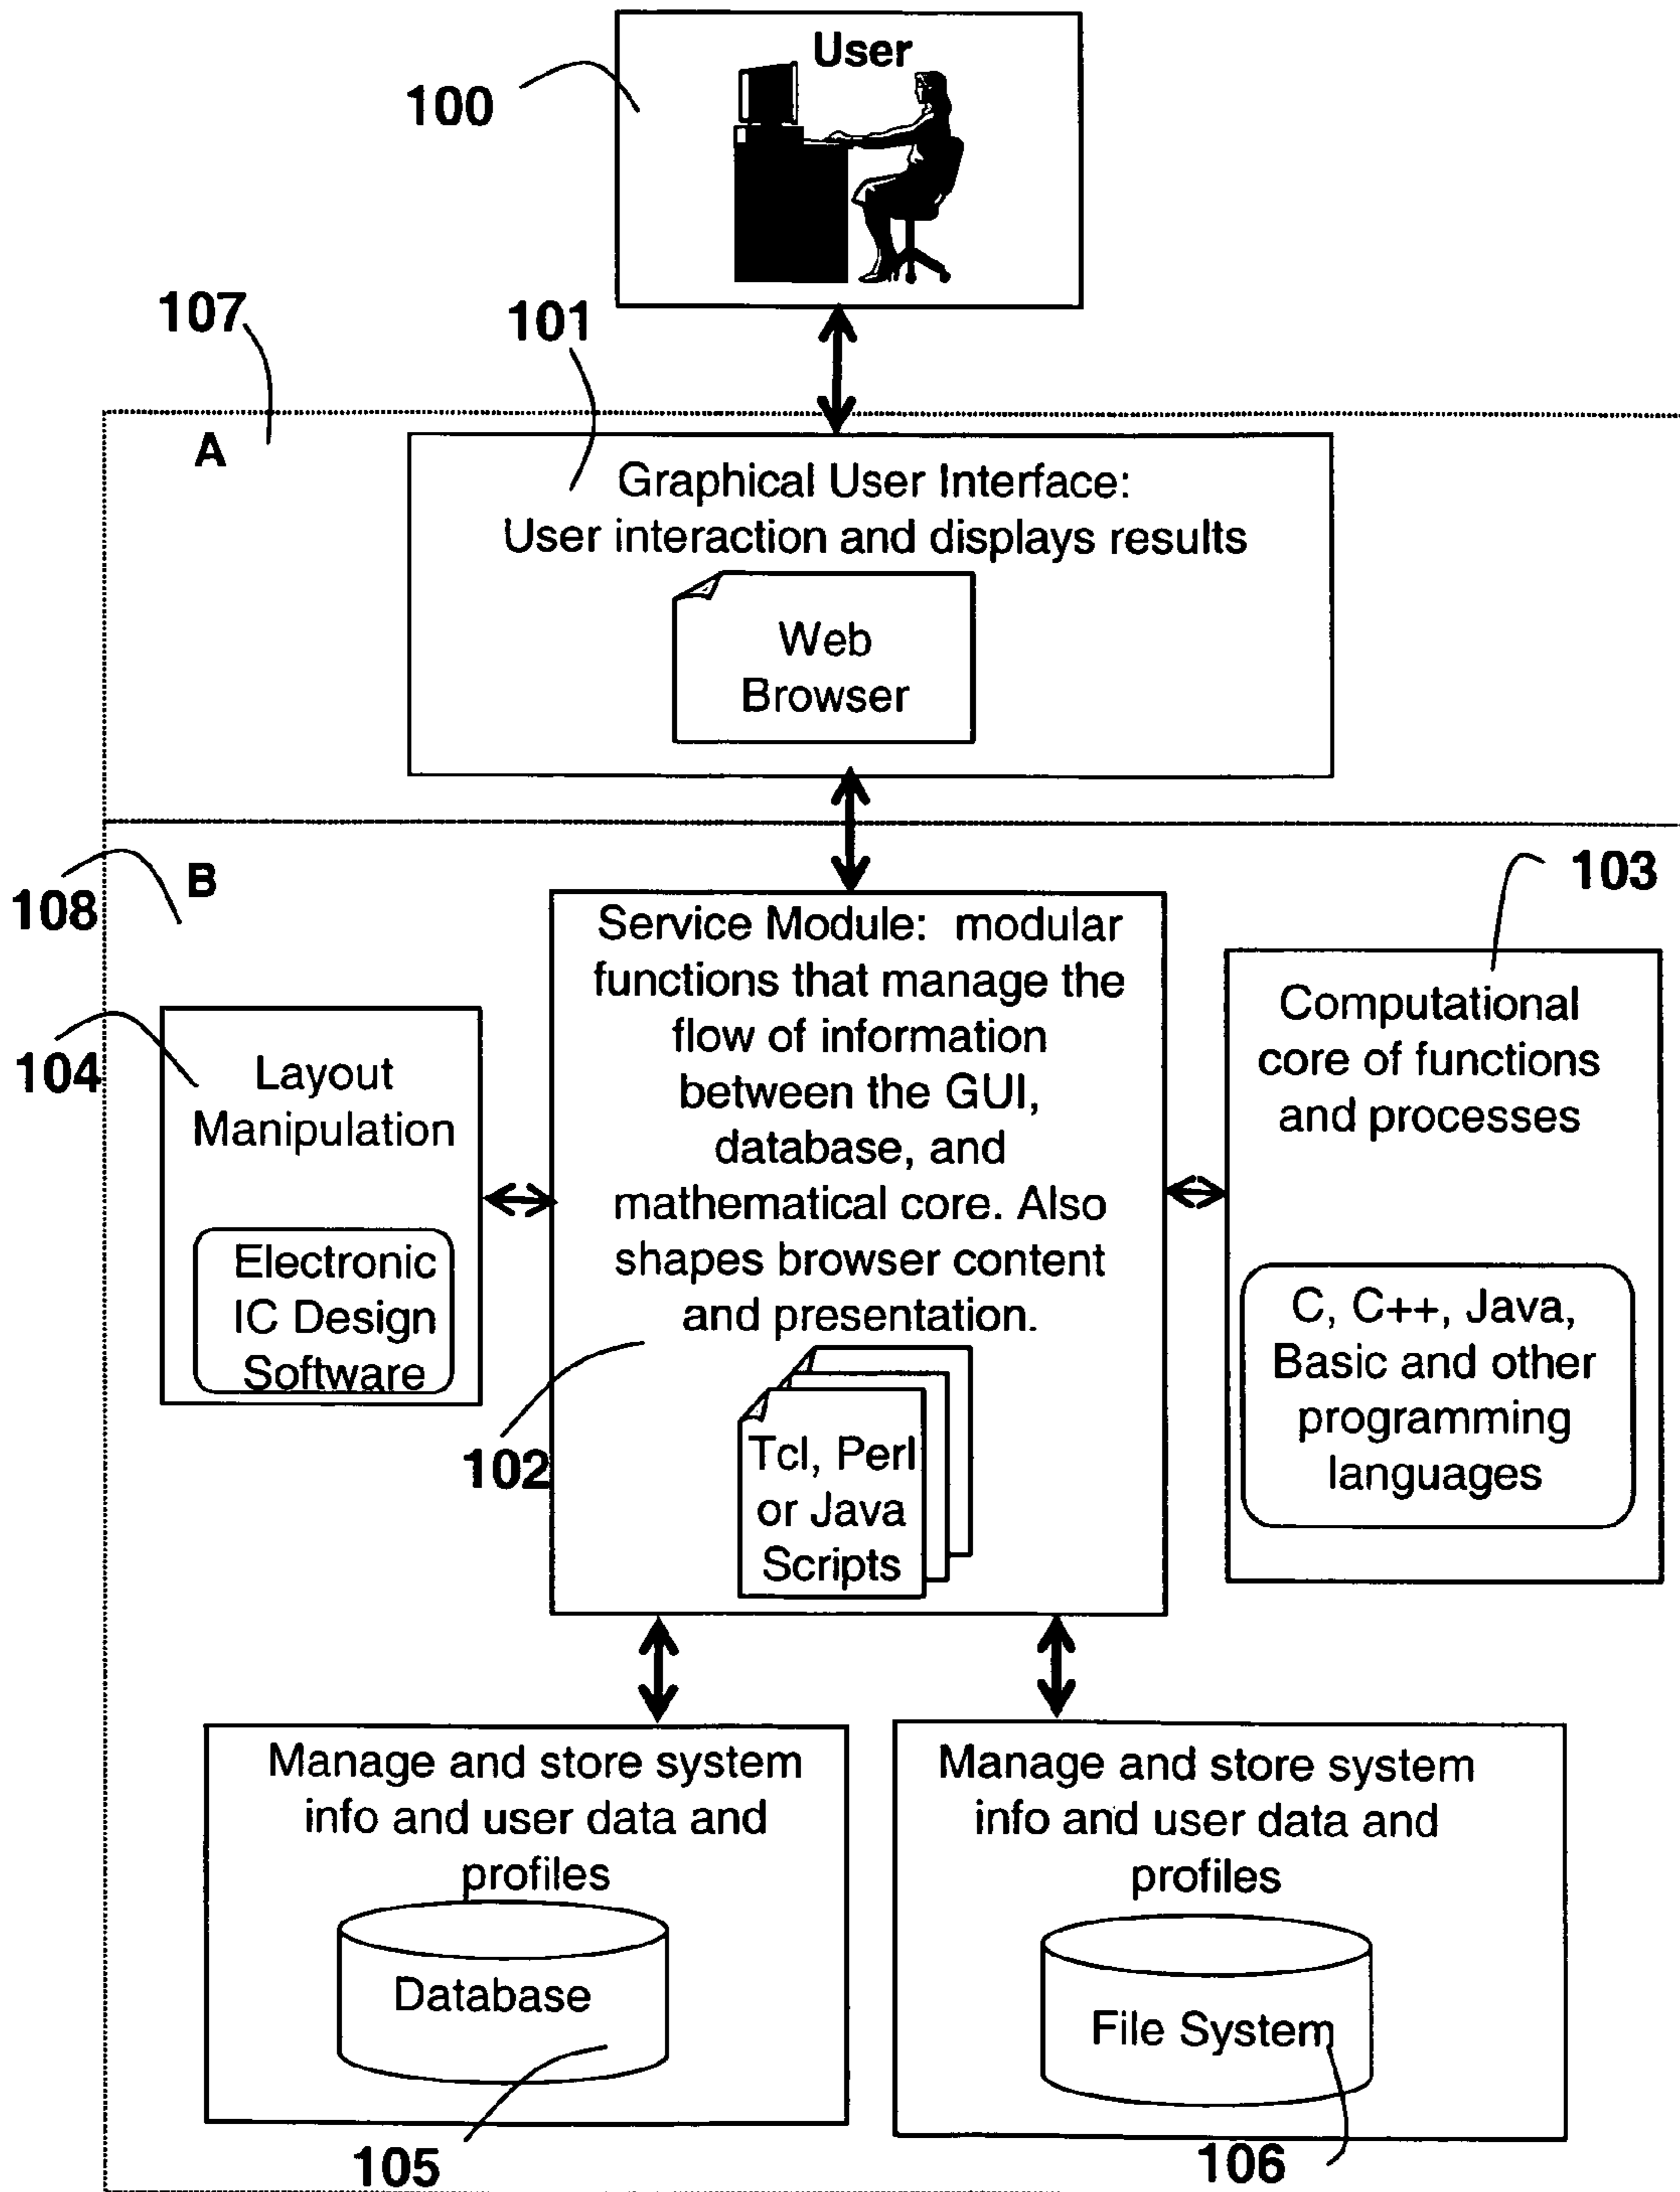 User
100
107
101
A
Graphical User Interface:
User interaction and displays results
Web
Browser
108
B
103
Service Module:  modular
functions that manage the
flow of information
between the GUI,
database, and
mathematical core. Also
shapes browser content
and presentation.
Tcl, Perl
or Java
Scripts
102
104
Layout
Manipulation
Electronic
IC Design
Software
Computational
core of functions
and processes
C, C++, Java,
Basic and other
programming
languages
Manage and store system
info and user data and
profiles
Database
105
Manage and store system
info and user data and
profiles
File System
106